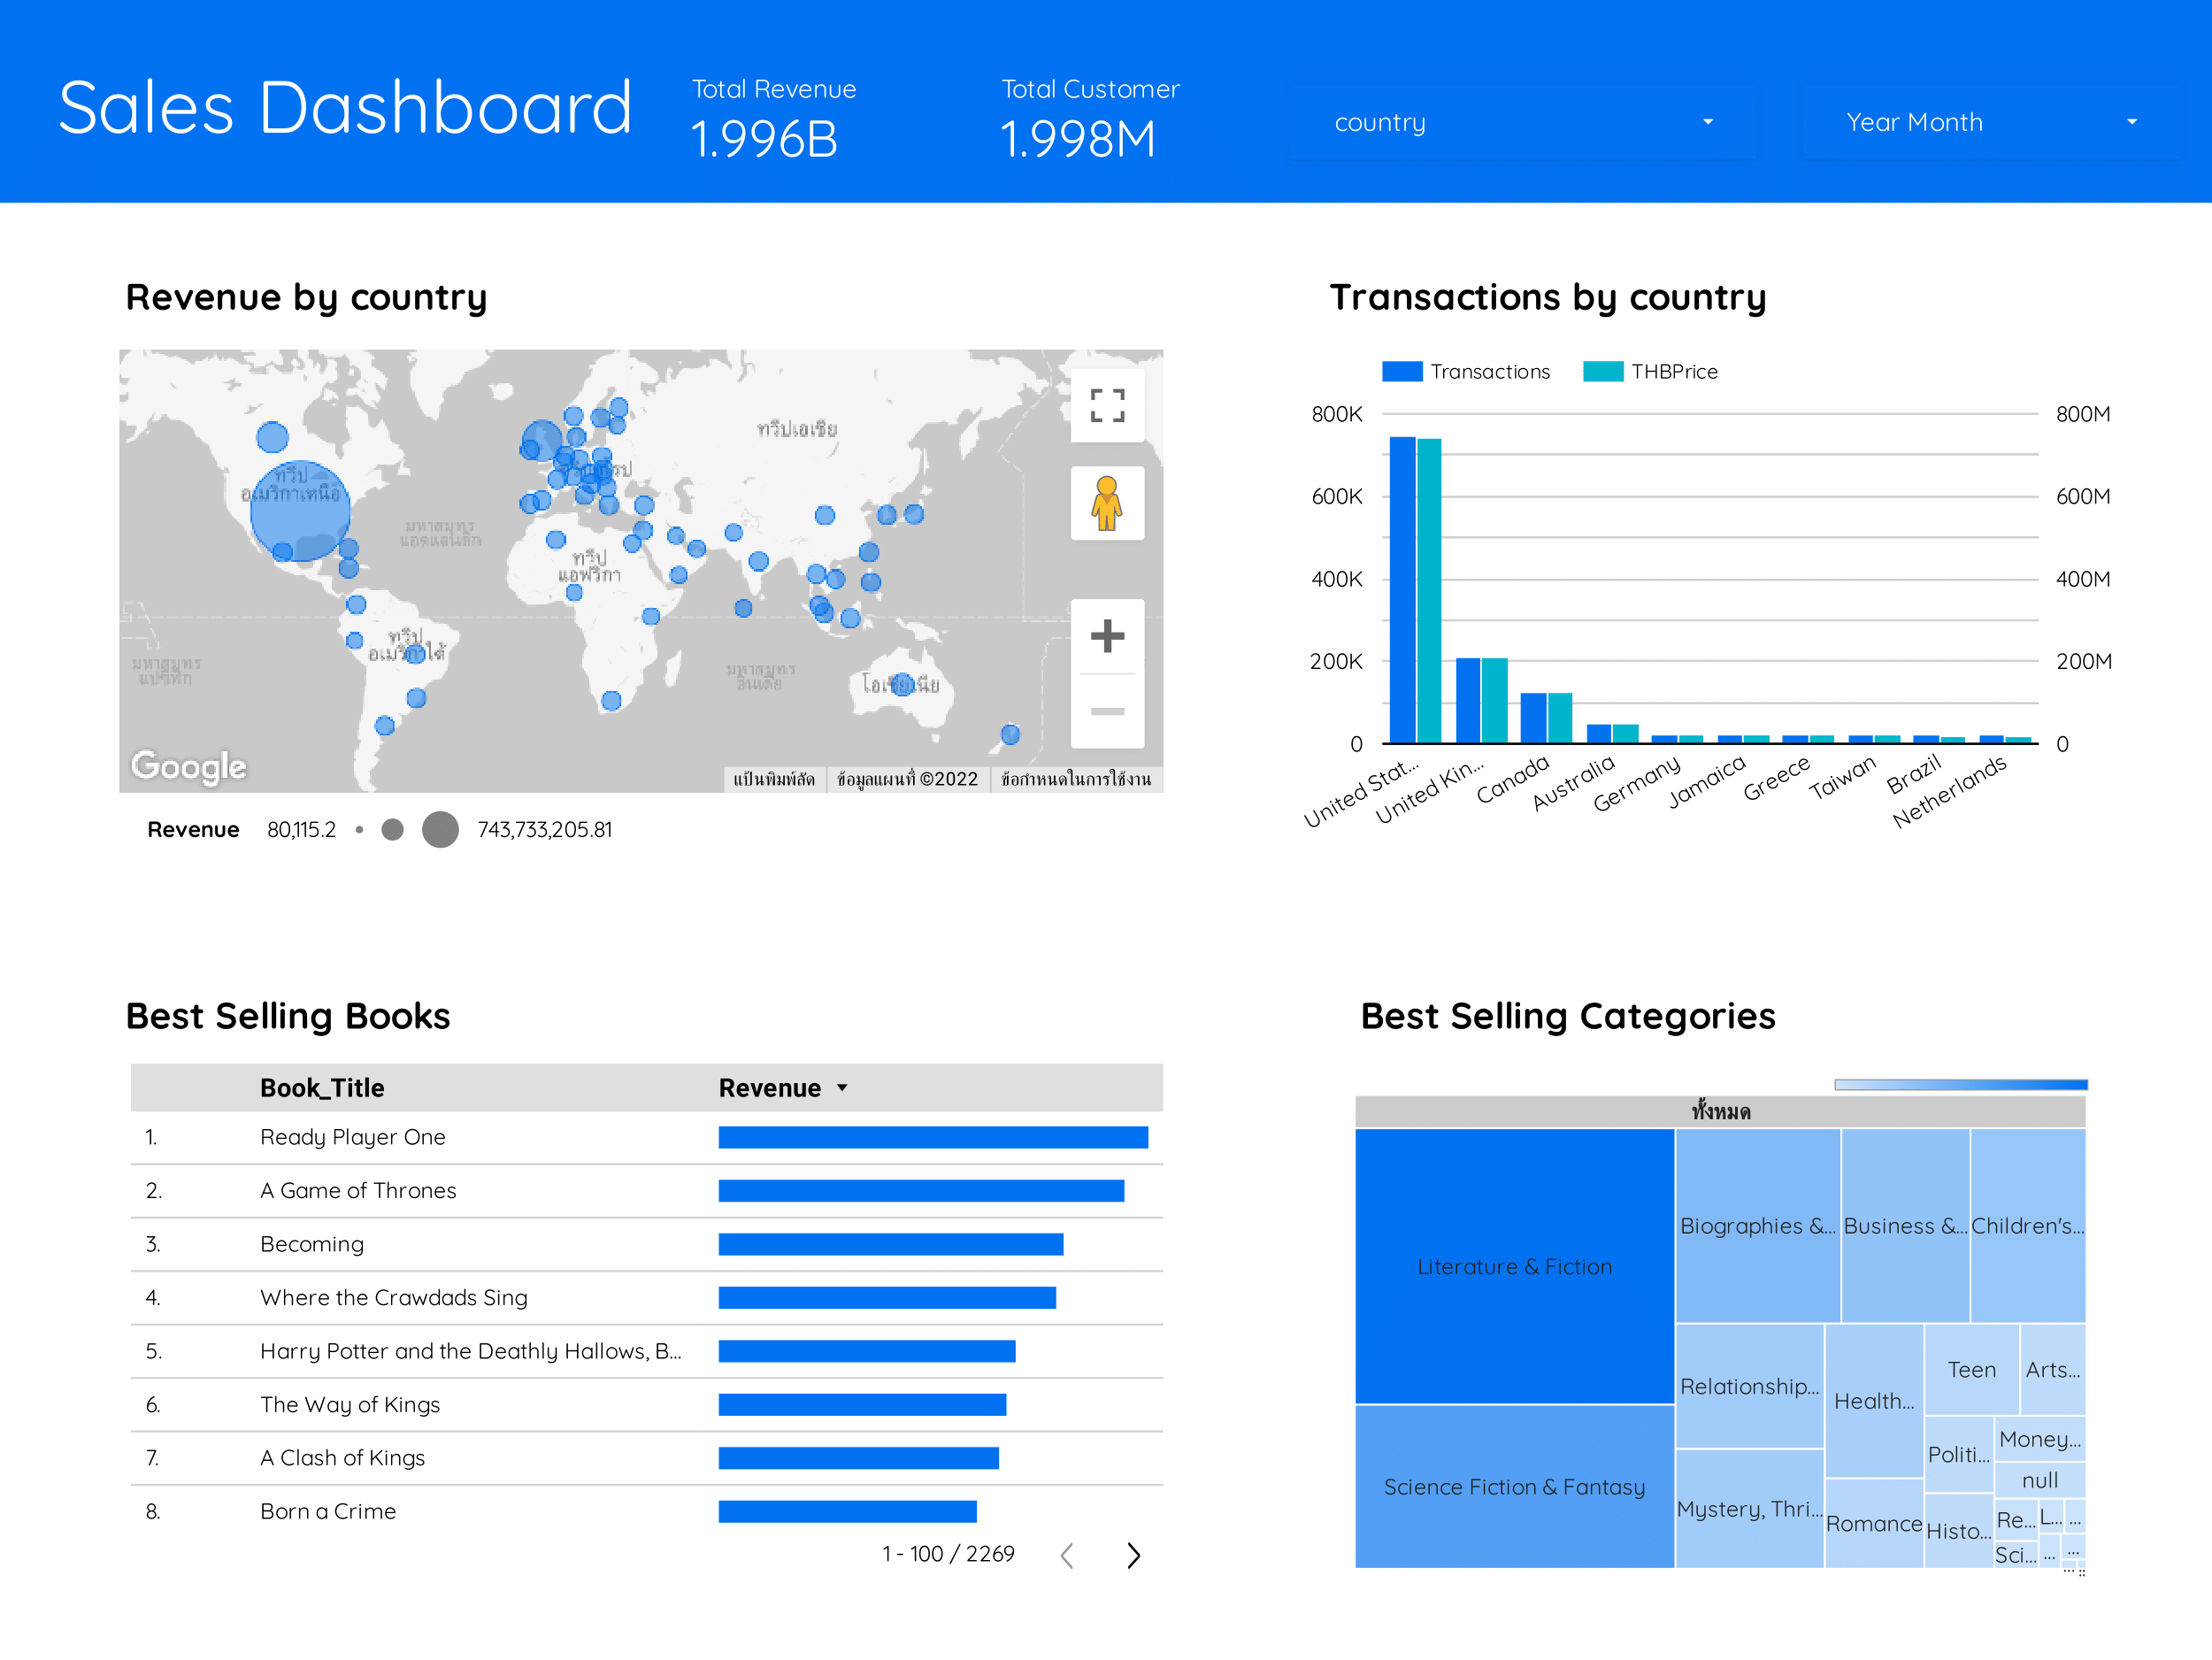 Sales Dashboard
Total Revenue
1.996B
Total Customer
1.998M
country
Year Month
Revenue by country
ทวีปเอเชีย
ทวีป
อเมริกาเหนือ
มหาสมุทร
แอตแลนติก
ทวีป
แอฟริกา
ทวีป
อเมริกาใต้
มหาสมุทร
แปซิฟิก
มหาสมุทร
อินเดีย
โอเชียเนีย
Google
แป้นพิมพ์ลัด
ข้อมูลแผนที่ ©2022
ข้อกำหนดในการใช้งาน
Revenue 80,115.2 743,733,205.81
Transactions by country
Transactions THBPrice
800K 800M
600K 600M
400K 400M
200K 200M
0 0
United Stat...
United Kin...
Canada
Australia
Germany
Jamaica
Greece
Taiwan
Brazil
Netherlands
Best Selling Books
Book_Title Revenue
1. Ready Player One
2. A Game of Thrones
3. Becoming
4. Where the Crawdads Sing
5. Harry Potter and the Deathly Hallows, B...
6. The Way of Kings
7. A Clash of Kings
8. Born a Crime
1 - 100 / 2269
Best Selling Categories
ทั้งหมด
Literature & Fiction
Science Fiction & Fantasy
Biographies &...
Business &...
Children's...
Relationship...
Mystery, Thri...
Health...
Romance
Teen
Arts...
Politi...
Money...
null
Histo...
Re...
L...
...
Sci...
...
...
...